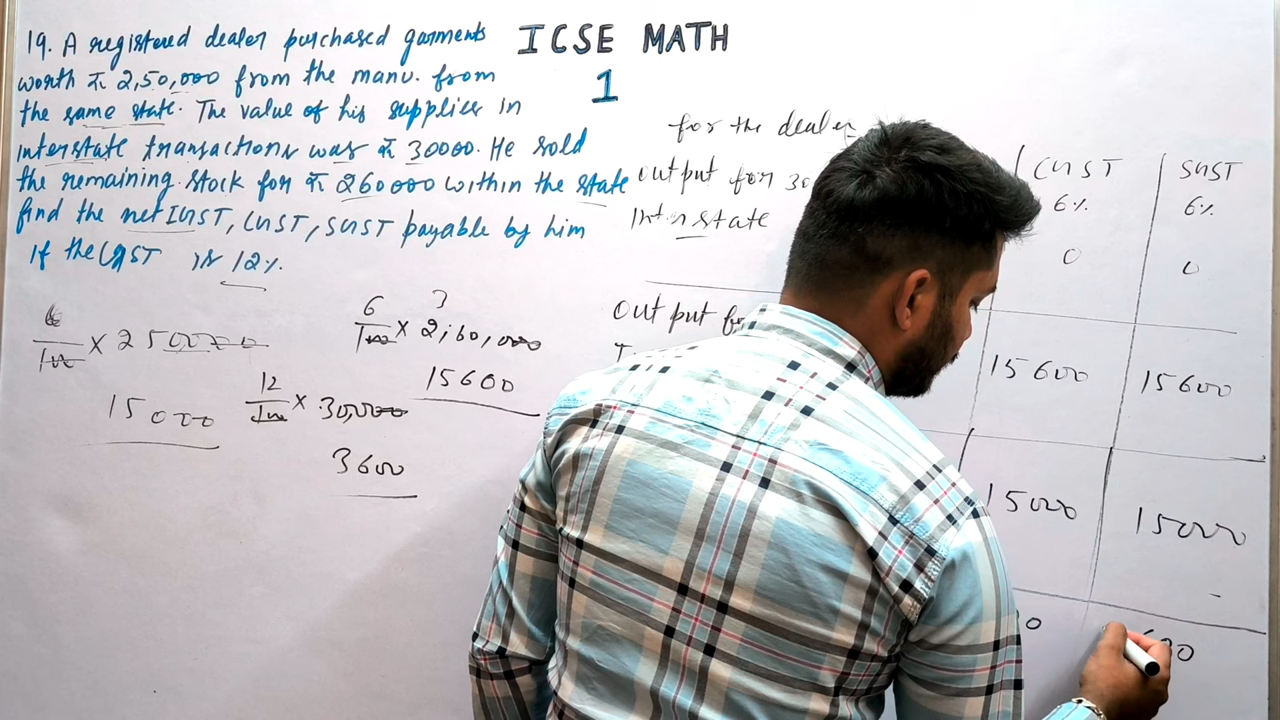 19. A registered dealer purchased garments
worth ₹ 2,50,000 from the manu. from
the same state. The value of his supplies in
interstate transactions was ₹ 30000. He sold
the remaining stock for ₹ 260000 within the state
find the net IGST, CGST, SGST payable by him
If the GST is 12%.
ICSE MATH
1
6/100 × 250000
15000
6/100 × 2,60,000
3
15600
12/100 × 30,000
3600
for the dealer
output for 30
Interstate
CGST SGST
6% 6%
0 0
Output fo
15600 15600
15000 15000
-